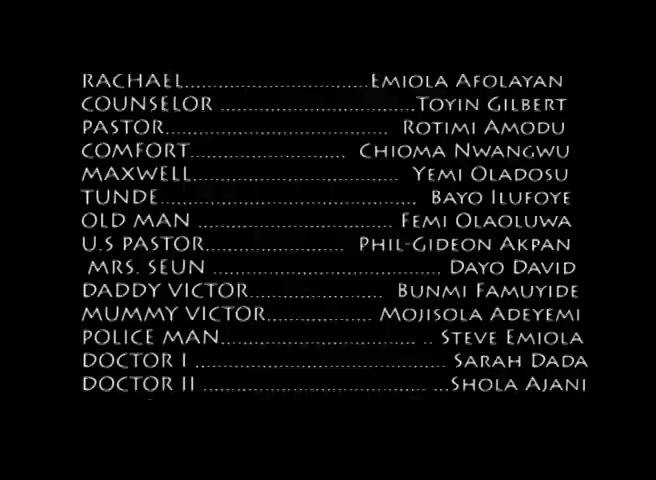 RACHAEL................................EMIOLA AFOLAYAN
COUNSELOR ..................................TOYIN GILBERT
PASTOR....................................... ROTIMI AMODU
COMFORT........................... CHIOMA NWANGWU
MAXWELL.................................... YEMI OLADOSU
TUNDE............................................. BAYO ILUFOYE
OLD MAN .................................. FEMI OLAOLUWA
U.S PASTOR........................ PHIL-GIDEON AKPAN
MRS. SEUN ....................................... DAYO DAVID
DADDY VICTOR....................... BUNMI FAMUYIDE
MUMMY VICTOR.................. MOJISOLA ADEYEMI
POLICE MAN.................................. .. STEVE EMIOLA
DOCTOR I ............................................ SARAH DADA
DOCTOR II ....................................... ...SHOLA AJANI